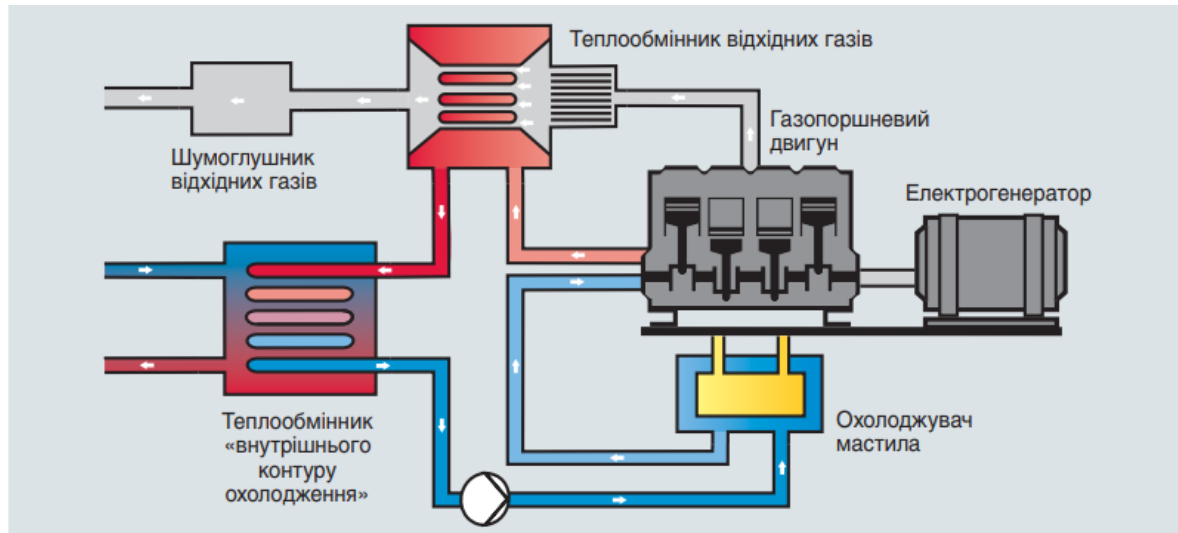 Теплообмінник відхідних газів
Шумоглушник
відхідних газів
Газопоршневий
двигун
Електрогенератор
Теплообмінник
«внутрішнього
контуру
охолодження»
Охолоджувач
мастила